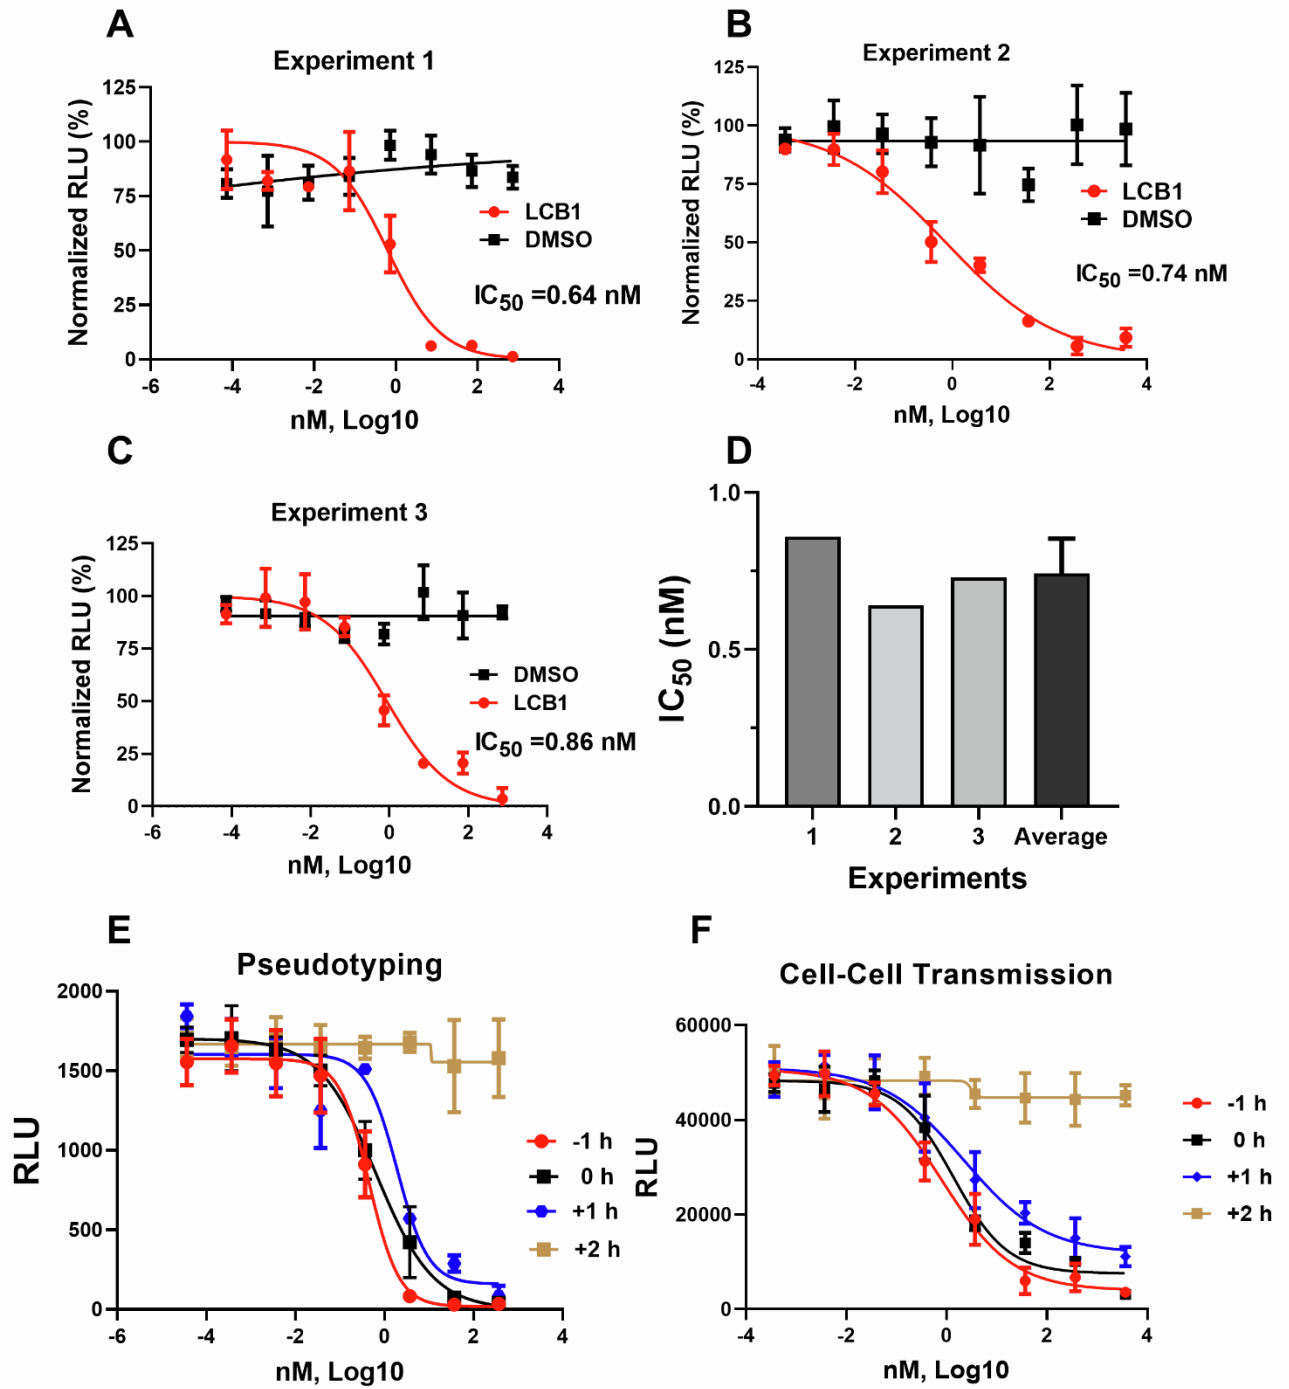 A
Experiment 1
Normalized RLU (%)
125
100
75
50
25
0
-6
-4
-2
0
2
4
nM, Log10
LCB1
DMSO
IC50 =0.64 nM
B
Experiment 2
Normalized RLU (%)
125
100
75
50
25
0
-4
-2
0
2
4
nM, Log10
LCB1
DMSO
IC50 =0.74 nM
C
Experiment 3
Normalized RLU (%)
125
100
75
50
25
0
-6
-4
-2
0
2
4
nM, Log10
DMSO
LCB1
IC50 =0.86 nM
D
IC50 (nM)
1.0
0.5
0.0
1
2
3
Average
Experiments
E
Pseudotyping
RLU
2000
1500
1000
500
0
-6
-4
-2
0
2
4
nM, Log10
-1 h
0 h
+1 h
+2 h
F
Cell-Cell Transmission
RLU
60000
40000
20000
0
-4
-2
0
2
4
nM, Log10
-1 h
0 h
+1 h
+2 h